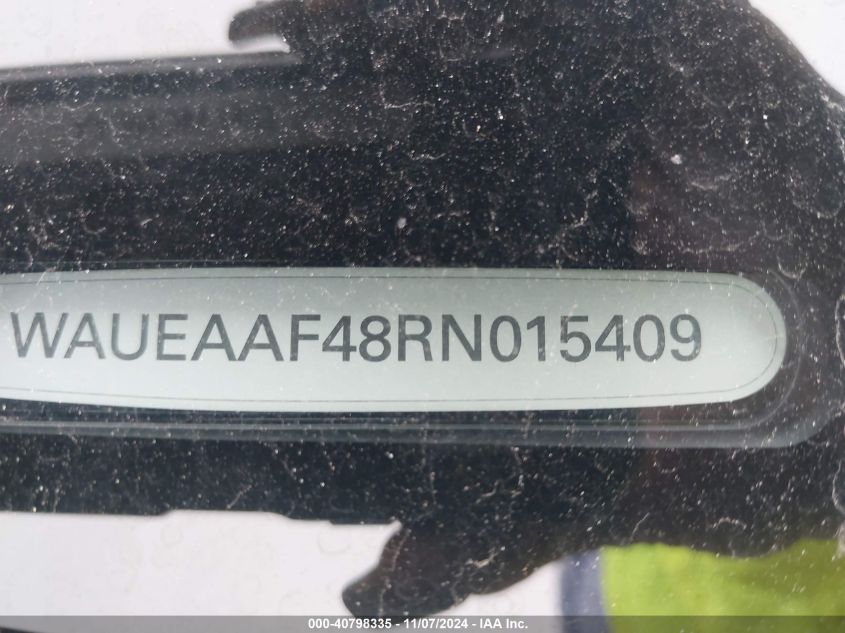 WAUEAAF48RN015409
000-40798335 - 11/07/2024 - IAA Inc.